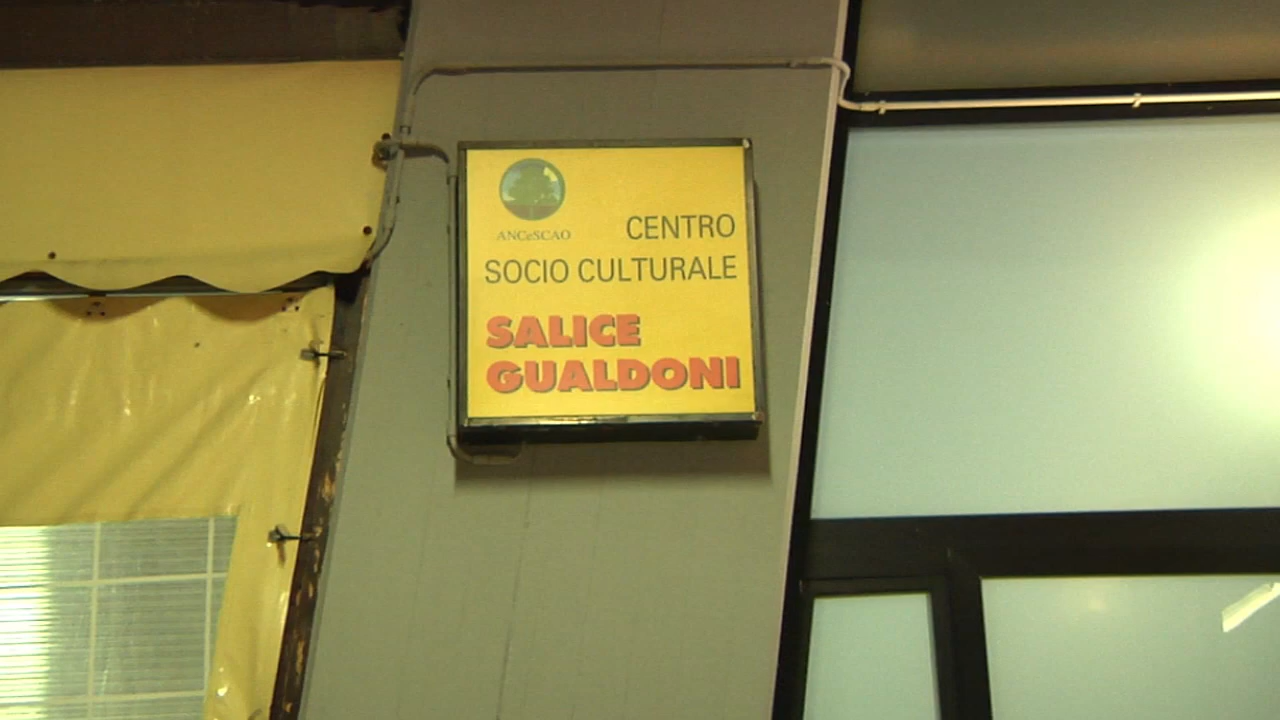 ANCeSCAO
CENTRO
SOCIO CULTURALE
SALICE
GUALDONI